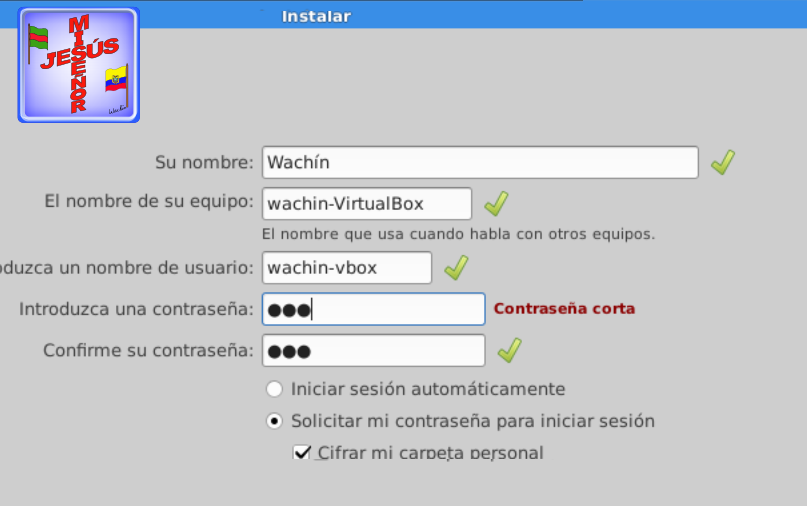 Instalar
MI
JESÚS
SEÑOR
Su nombre: Wachín
El nombre de su equipo: wachin-VirtualBox
El nombre que usa cuando habla con otros equipos.
oduzca un nombre de usuario: wachin-vbox
Introduzca una contraseña: ●●● Contraseña corta
Confirme su contraseña: ●●●
Iniciar sesión automáticamente
Solicitar mi contraseña para iniciar sesión
Cifrar mi carpeta personal